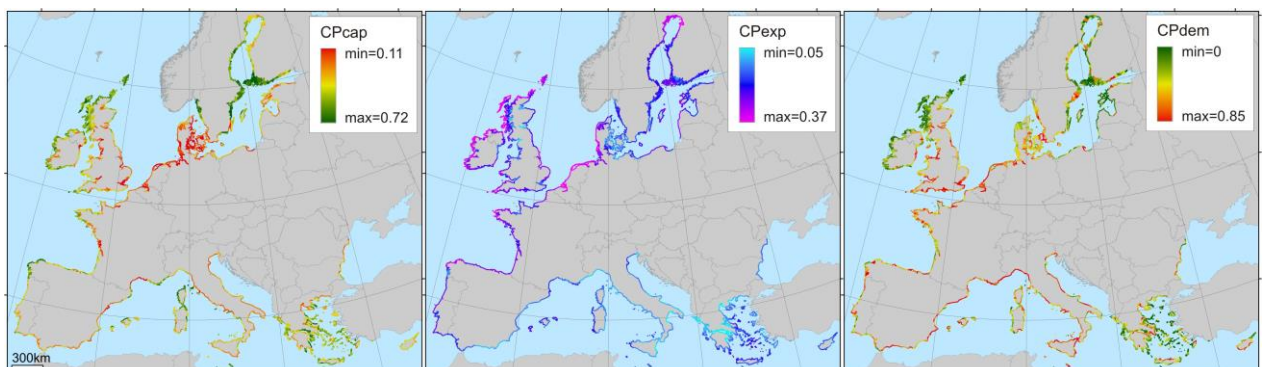 CPcap
min=0.11
max=0.72
300km
CPexp
min=0.05
max=0.37
CPdem
min=0
max=0.85